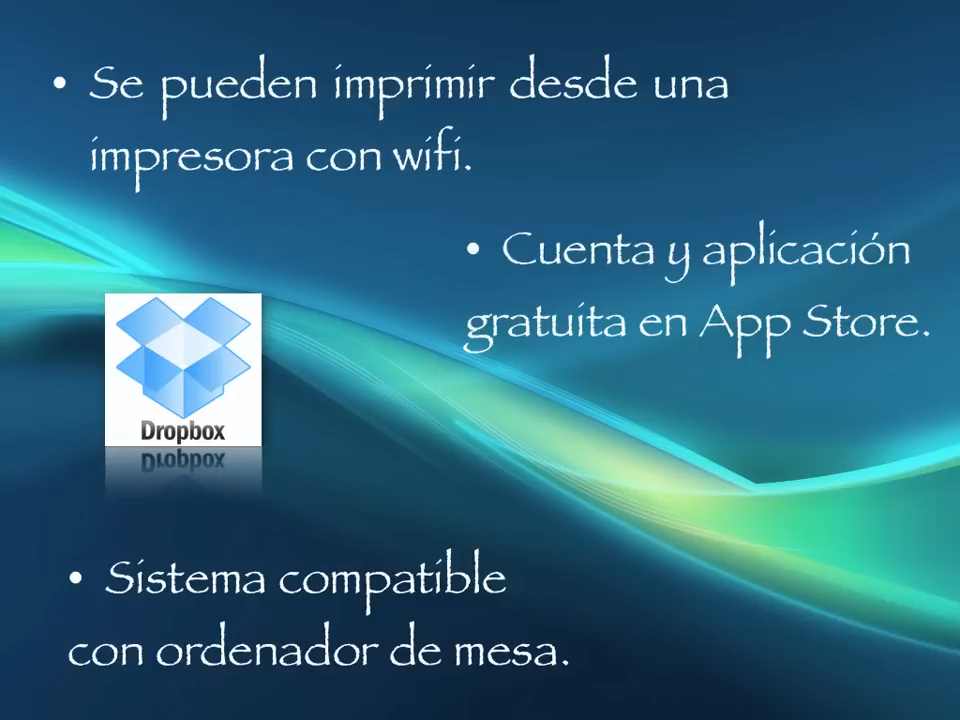 • Se pueden imprimir desde una
impresora con wifi.
• Cuenta y aplicación
gratuita en App Store.
Dropbox
• Sistema compatible
con ordenador de mesa.